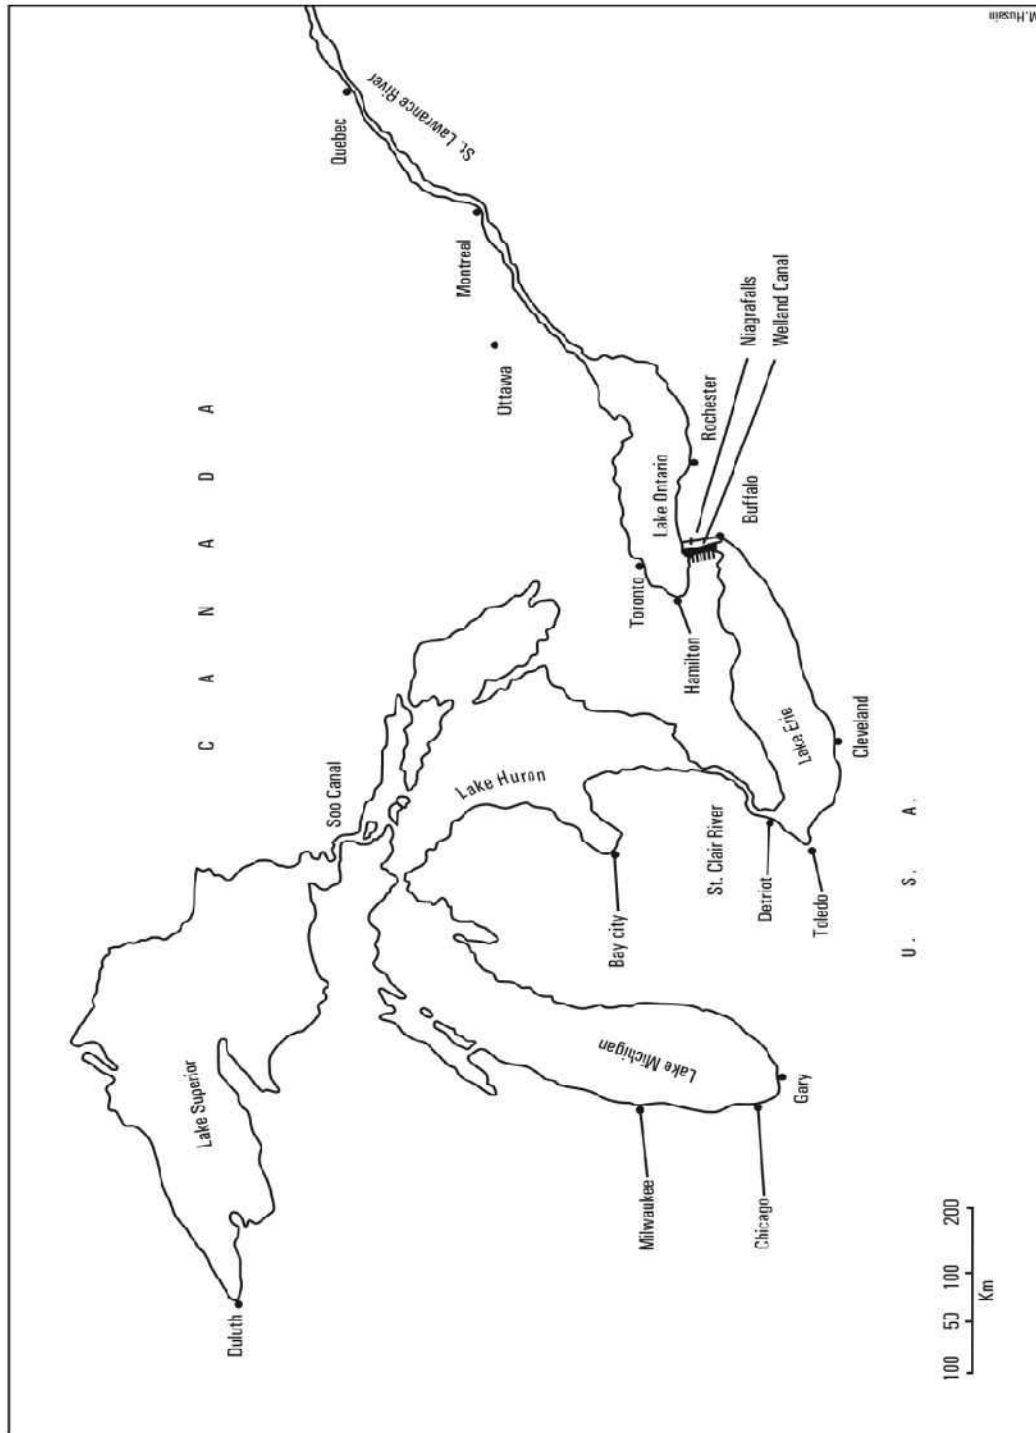 C A N A D A
Lake Superior
Duluth
Soo Canal
Quebec
St. Lawrance River
Montreal
Ottawa
Lake Huron
Lake Michigan
Milwaukee
Chicago
Gary
Bay city
St. Clair River
Detriot
Toledo
Toronto
Hamilton
Lake Ontario
Rochester
Niagrafalls
Welland Canal
Buffalo
Lake Erie
Cleveland
U. S. A.
100 50 100 200
Km
M.Husain